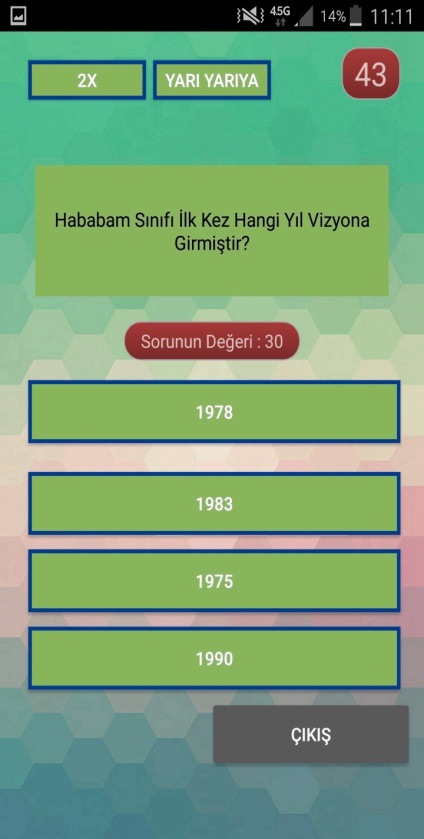 4.5G 14% 11:11
2X YARI YARIYA 43
Hababam Sınıfı İlk Kez Hangi Yıl Vizyona
Girmiştir?
Sorunun Değeri : 30
1978
1983
1975
1990
ÇIKIŞ